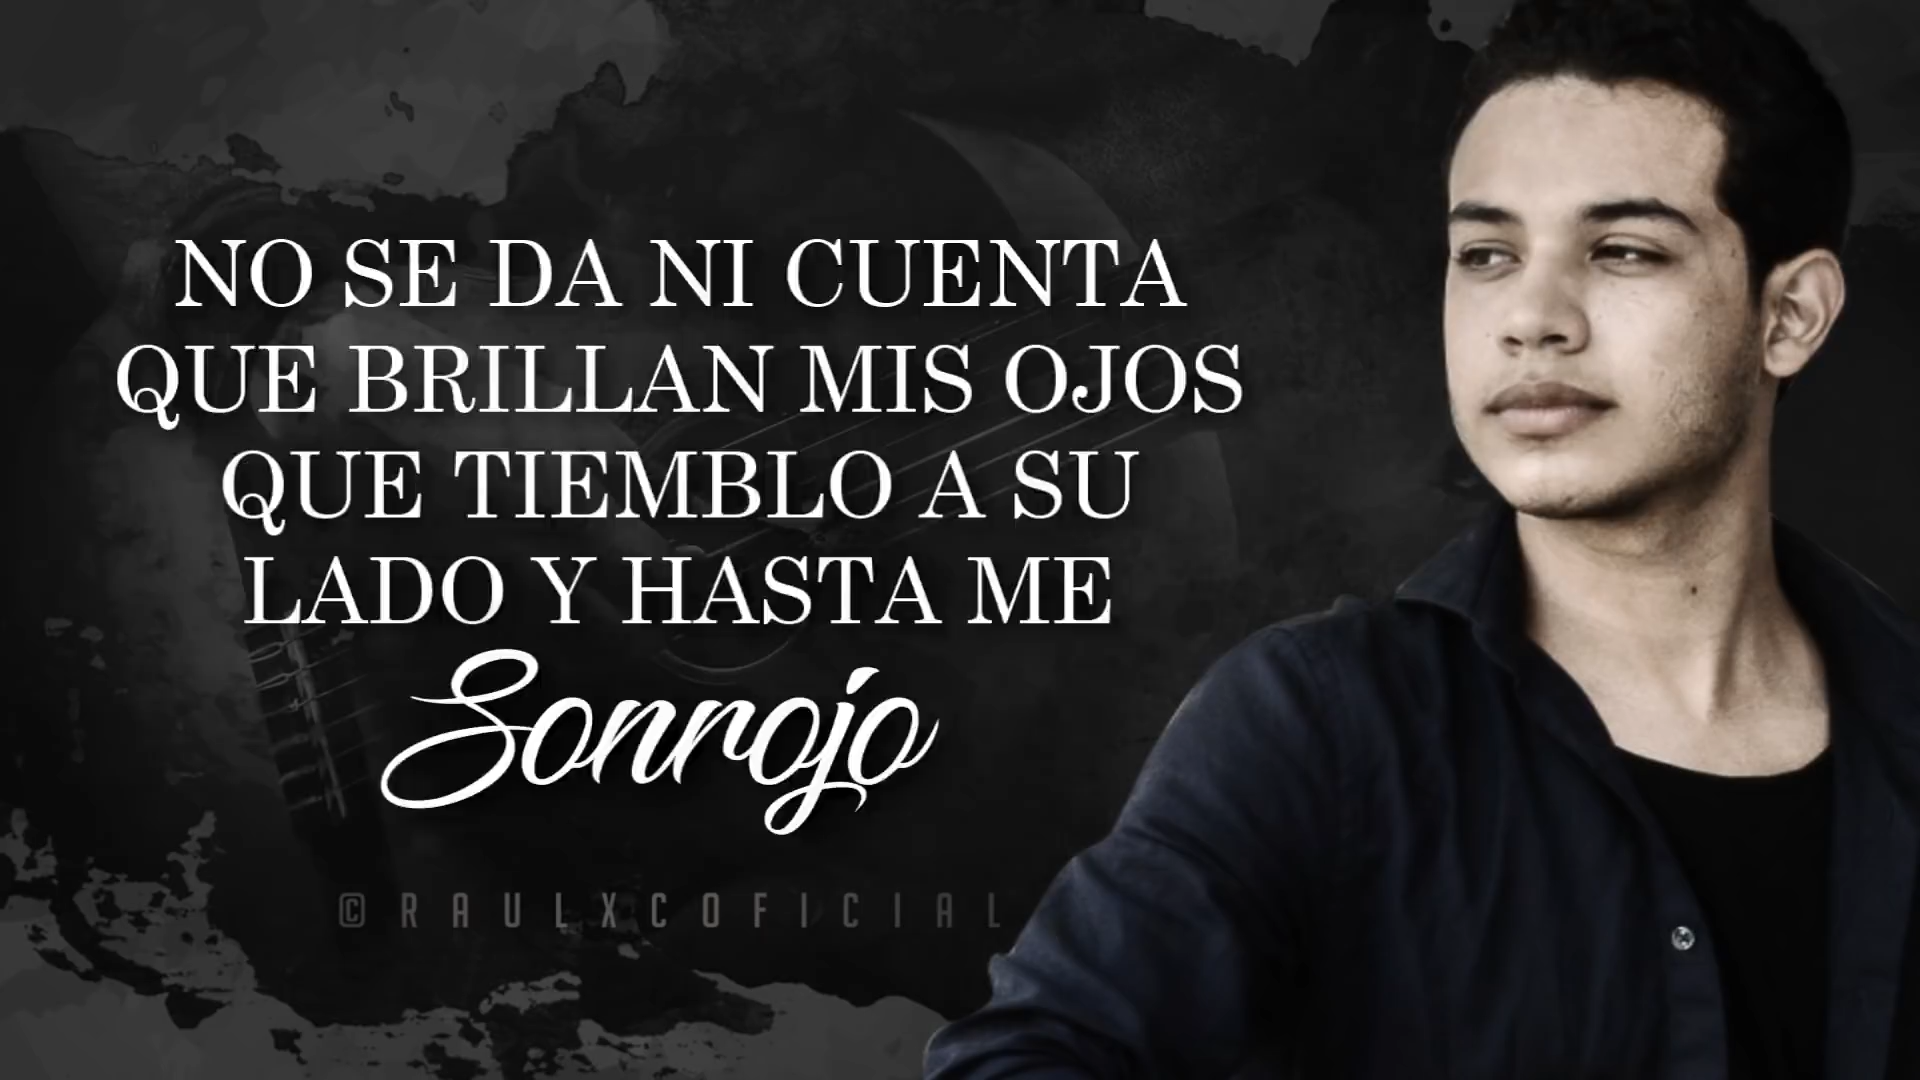 NO SE DA NI CUENTA
QUE BRILLAN MIS OJOS
QUE TIEMBLO A SU
LADO Y HASTA ME
Sonrojo
©RAULXCOFICIAL